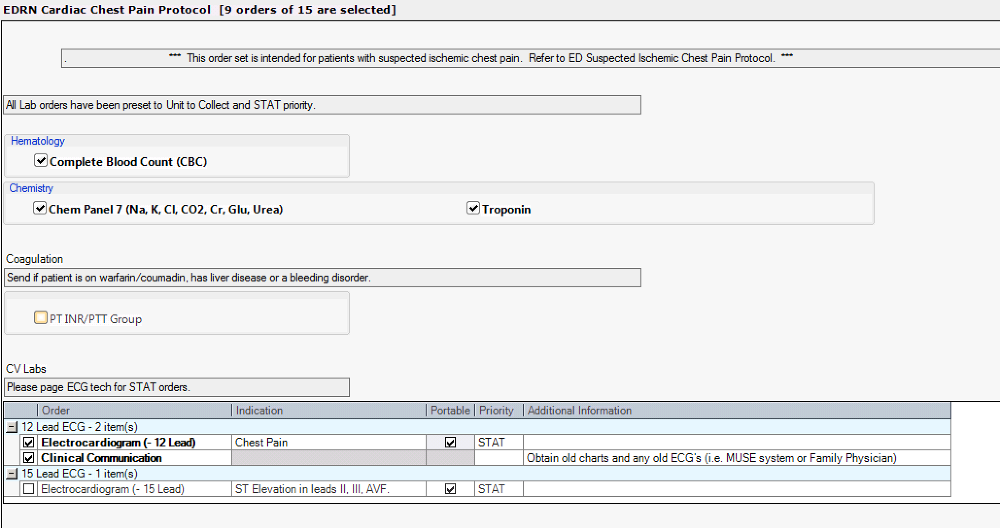 EDRN Cardiac Chest Pain Protocol [9 orders of 15 are selected]
. *** This order set is intended for patients with suspected ischemic chest pain. Refer to ED Suspected Ischemic Chest Pain Protocol. ***
All Lab orders have been preset to Unit to Collect and STAT priority.
Hematology
Complete Blood Count (CBC)
Chemistry
Chem Panel 7 (Na, K, Cl, CO2, Cr, Glu, Urea) Troponin
Coagulation
Send if patient is on warfarin/coumadin, has liver disease or a bleeding disorder.
PT INR/PTT Group
CV Labs
Please page ECG tech for STAT orders.
Order Indication Portable Priority Additional Information
12 Lead ECG - 2 item(s)
Electrocardiogram (- 12 Lead) Chest Pain STAT
Clinical Communication Obtain old charts and any old ECG's (i.e. MUSE system or Family Physician)
15 Lead ECG - 1 item(s)
Electrocardiogram (- 15 Lead) ST Elevation in leads II, III, AVF. STAT